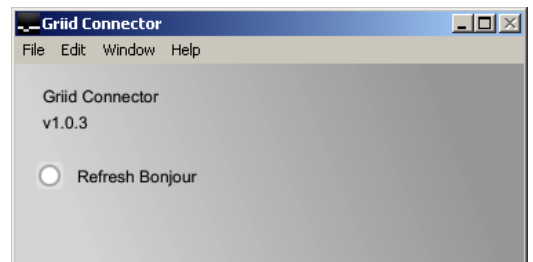 Griid Connector
File Edit Window Help
Griid Connector
v1.0.3
Refresh Bonjour